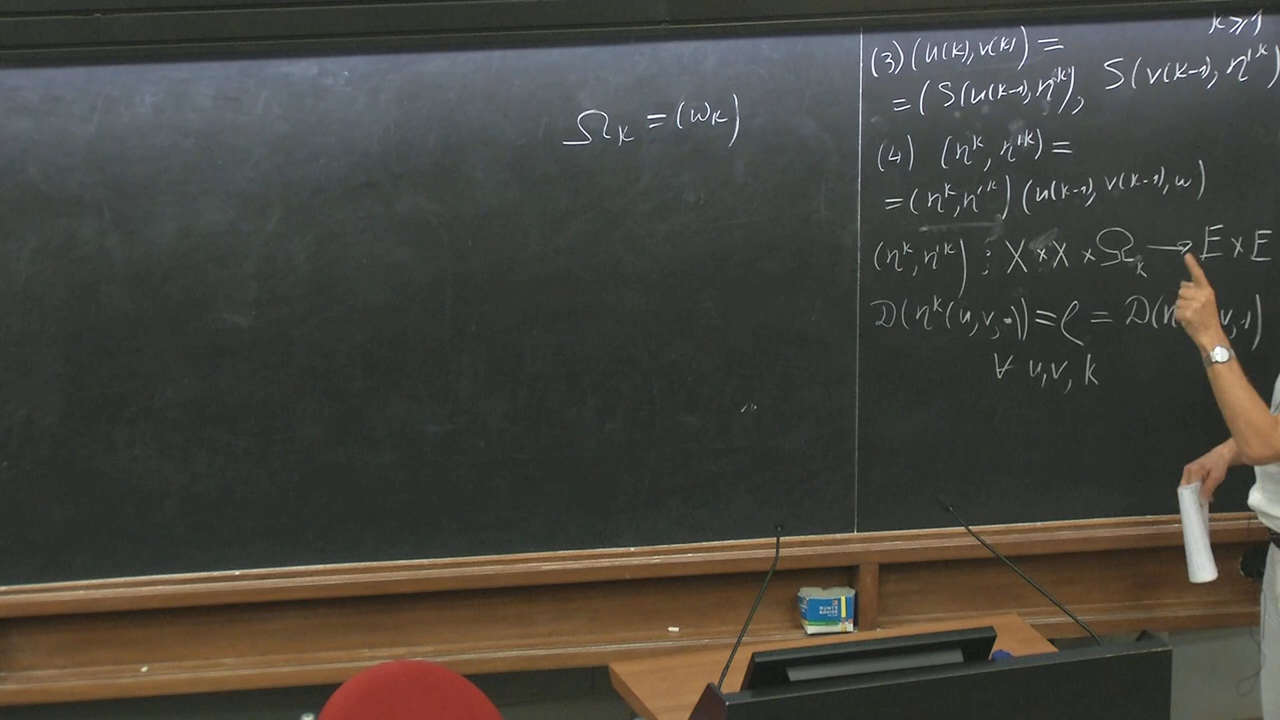 Ω_k = (ω_k)
k ⩾ 1
(3) (u(k), v(k)) =
= (S(u(k-1), η^k), S(v(k-1), η'^k)
(4) (η^k, η'^k) =
= (η^k, η'^k) (u(k-1), v(k-1), ω)
(η^k, η'^k) : X × X × Ω_k → E × E
D(η^k(u,v,·)) = ℓ = D(η v,·)
∀ u,v, k